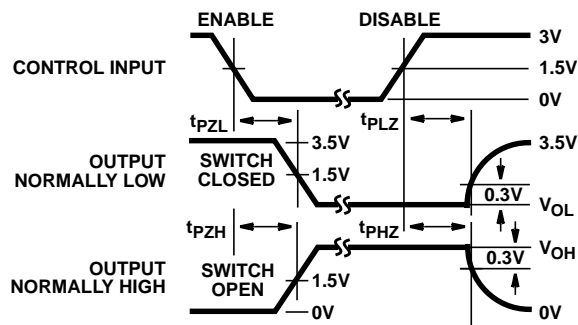 ENABLE DISABLE
3V
CONTROL INPUT 1.5V
0V
tPZL tPLZ
3.5V 3.5V
OUTPUT
NORMALLY LOW
SWITCH
CLOSED
1.5V
0.3V
VOL
tPZH tPHZ
VOH
0.3V
OUTPUT
NORMALLY HIGH
SWITCH
OPEN
1.5V
0V 0V